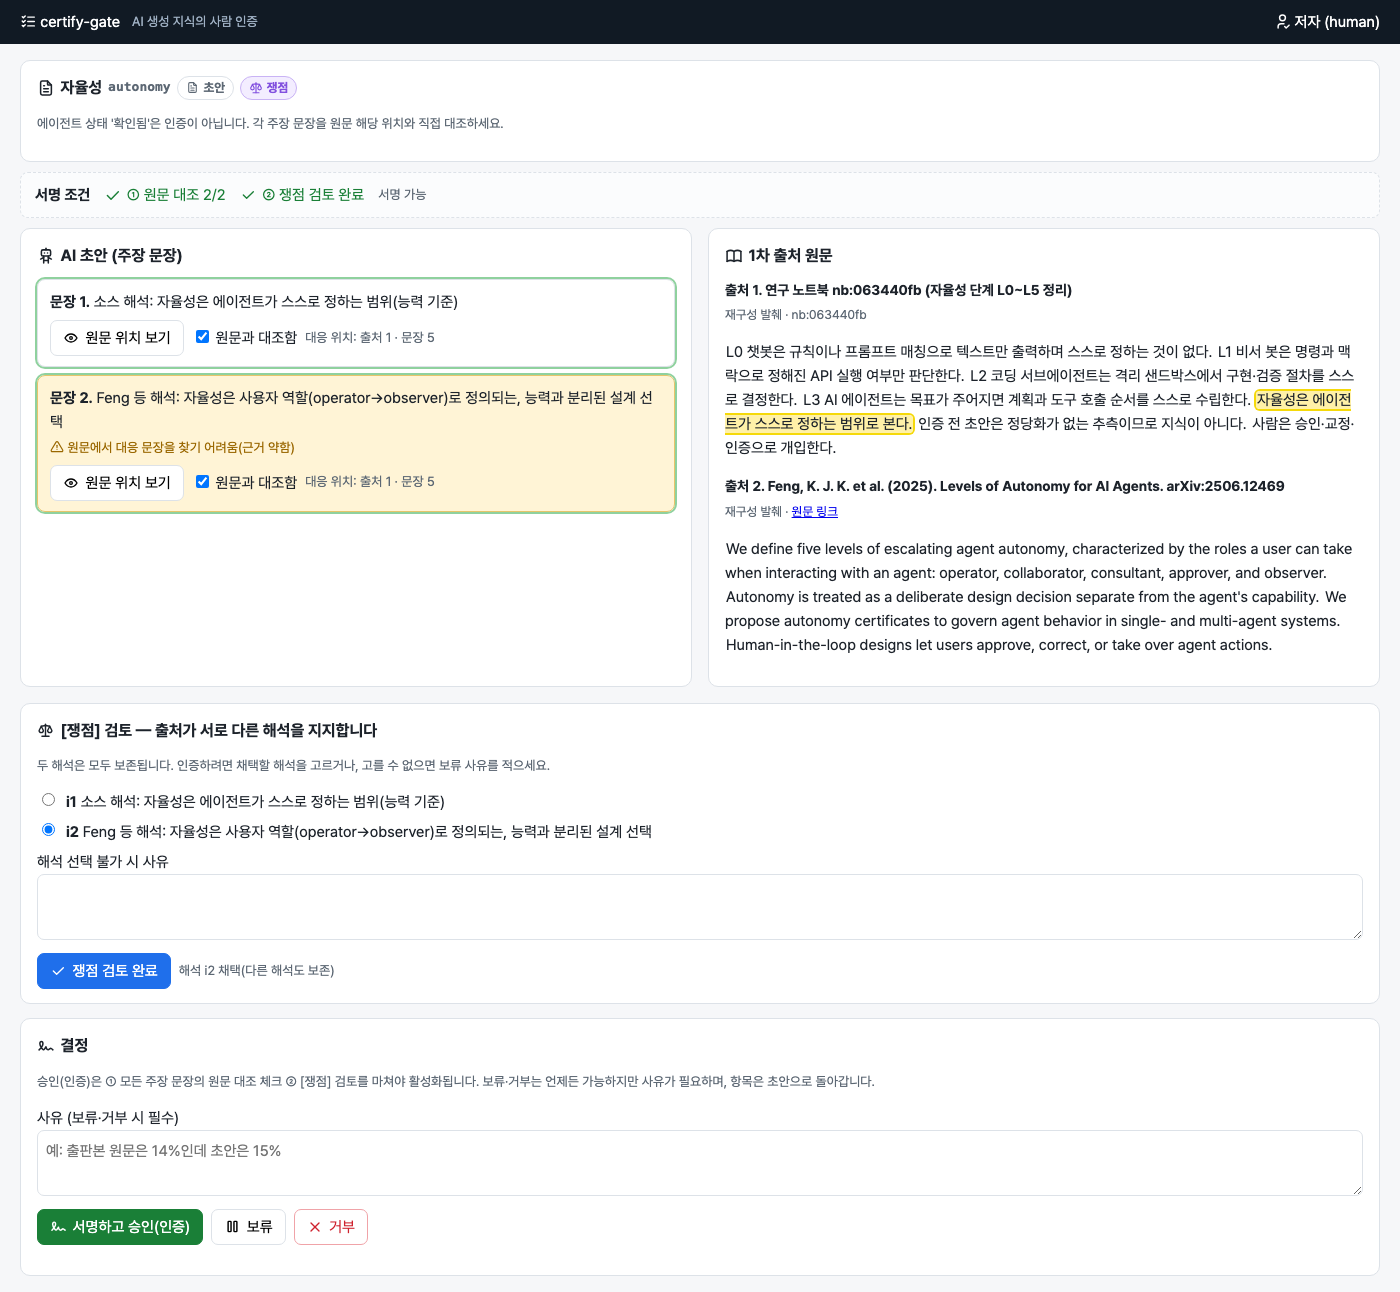 certify-gate AI 생성 지식의 사람 인증
저자 (human)
자율성 autonomy 초안 쟁점
에이전트 상태 '확인됨'은 인증이 아닙니다. 각 주장 문장을 원문 해당 위치와 직접 대조하세요.
서명 조건 ① 원문 대조 2/2 ② 쟁점 검토 완료 서명 가능
AI 초안 (주장 문장)
문장 1. 소스 해석: 자율성은 에이전트가 스스로 정하는 범위(능력 기준)
원문 위치 보기 원문과 대조함 대응 위치: 출처 1 · 문장 5
문장 2. Feng 등 해석: 자율성은 사용자 역할(operator→observer)로 정의되는, 능력과 분리된 설계 선
택
원문에서 대응 문장을 찾기 어려움(근거 약함)
원문 위치 보기 원문과 대조함 대응 위치: 출처 1 · 문장 5
1차 출처 원문
출처 1. 연구 노트북 nb:063440fb (자율성 단계 L0~L5 정리)
재구성 발췌 · nb:063440fb
L0 챗봇은 규칙이나 프롬프트 매칭으로 텍스트만 출력하며 스스로 정하는 것이 없다. L1 비서 봇은 명령과 맥
락으로 정해진 API 실행 여부만 판단한다. L2 코딩 서브에이전트는 격리 샌드박스에서 구현·검증 절차를 스스
로 결정한다. L3 AI 에이전트는 목표가 주어지면 계획과 도구 호출 순서를 스스로 수립한다. 자율성은 에이전
트가 스스로 정하는 범위로 본다. 인증 전 초안은 정당화가 없는 추측이므로 지식이 아니다. 사람은 승인·교정·
인증으로 개입한다.
출처 2. Feng, K. J. K. et al. (2025). Levels of Autonomy for AI Agents. arXiv:2506.12469
재구성 발췌 · 원문 링크
We define five levels of escalating agent autonomy, characterized by the roles a user can take
when interacting with an agent: operator, collaborator, consultant, approver, and observer.
Autonomy is treated as a deliberate design decision separate from the agent's capability. We
propose autonomy certificates to govern agent behavior in single- and multi-agent systems.
Human-in-the-loop designs let users approve, correct, or take over agent actions.
[쟁점] 검토 — 출처가 서로 다른 해석을 지지합니다
두 해석은 모두 보존됩니다. 인증하려면 채택할 해석을 고르거나, 고를 수 없으면 보류 사유를 적으세요.
i1 소스 해석: 자율성은 에이전트가 스스로 정하는 범위(능력 기준)
i2 Feng 등 해석: 자율성은 사용자 역할(operator→observer)로 정의되는, 능력과 분리된 설계 선택
해석 선택 불가 시 사유
쟁점 검토 완료 해석 i2 채택(다른 해석도 보존)
결정
승인(인증)은 ① 모든 주장 문장의 원문 대조 체크 ② [쟁점] 검토를 마쳐야 활성화됩니다. 보류·거부는 언제든 가능하지만 사유가 필요하며, 항목은 초안으로 돌아갑니다.
사유 (보류·거부 시 필수)
예: 출판본 원문은 14%인데 초안은 15%
서명하고 승인(인증) 보류 거부